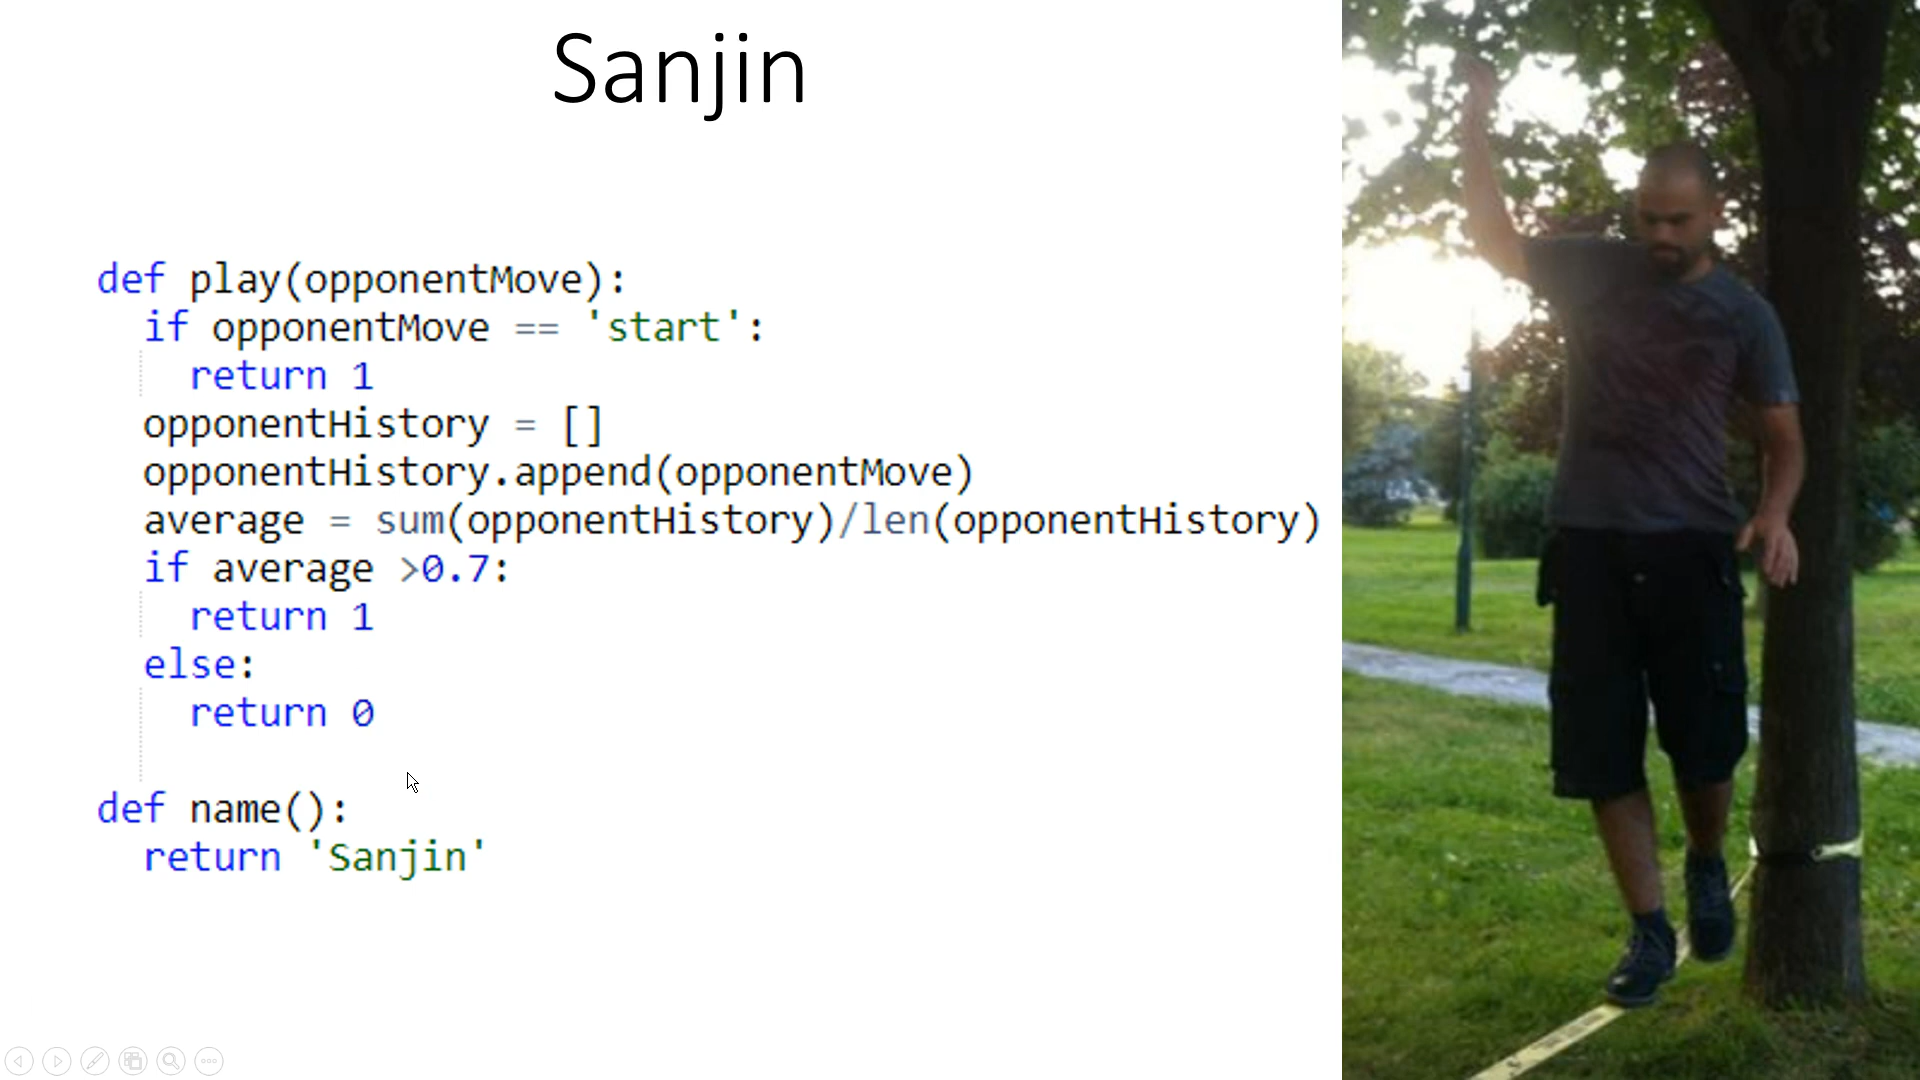 Sanjin
def play(opponentMove):
if opponentMove == 'start':
return 1
opponentHistory = []
opponentHistory.append(opponentMove)
average = sum(opponentHistory)/len(opponentHistory)
if average >0.7:
return 1
else:
return 0
def name():
return 'Sanjin'